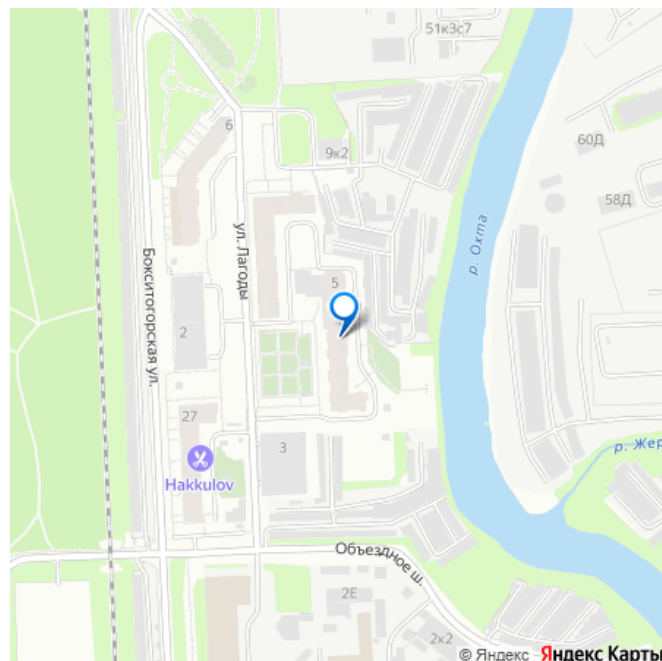 51к3с7
6
60Д
9к2
58Д
р. Охта
ул. Лагоды
Бокситогорская ул.
5
2
27
3
р. Жер
Hakkulov
Объездное ш.
2Е
2к2
© Яндекс Яндекс Карты